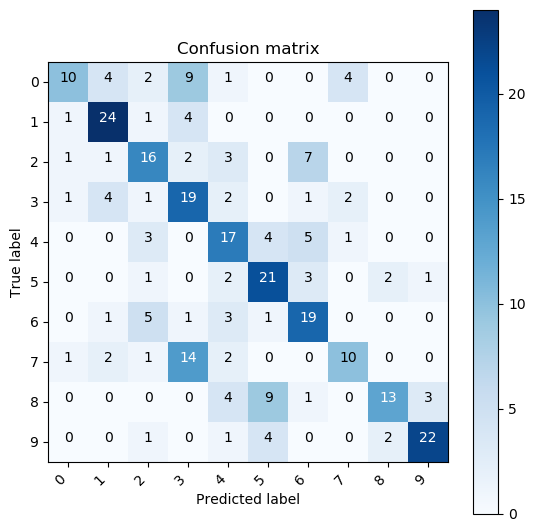 Confusion matrix
0 10 4 2 9 1 0 0 4 0 0
1 1 24 1 4 0 0 0 0 0 0
2 1 1 16 2 3 0 7 0 0 0
3 1 4 1 19 2 0 1 2 0 0
4 0 0 3 0 17 4 5 1 0 0
5 0 0 1 0 2 21 3 0 2 1
6 0 1 5 1 3 1 19 0 0 0
7 1 2 1 14 2 0 0 10 0 0
8 0 0 0 0 4 9 1 0 13 3
9 0 0 1 0 1 4 0 0 2 22
0 1 2 3 4 5 6 7 8 9
Predicted label
True label
20
15
10
5
0